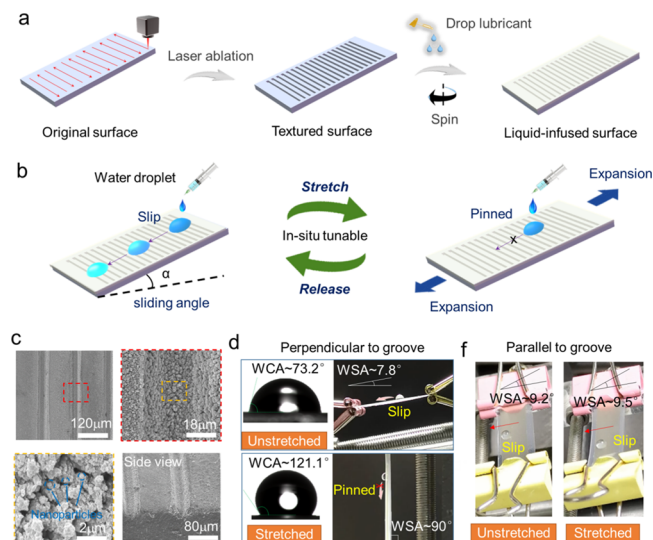 a
Laser ablation
Drop lubricant
Spin
Original surface
Textured surface
Liquid-infused surface
b
Water droplet
Slip
α
sliding angle
Stretch
In-situ tunable
Release
Pinned
x
Expansion
Expansion
c
120μm
18μm
Nanoparticles
2μm
Side view
80μm
d
Perpendicular to groove
WCA~73.2°
Unstretched
WSA~7.8°
Slip
WCA~121.1°
Stretched
Pinned
WSA~90°
f
Parallel to groove
WSA~9.2°
Slip
Unstretched
WSA~9.5°
Slip
Stretched